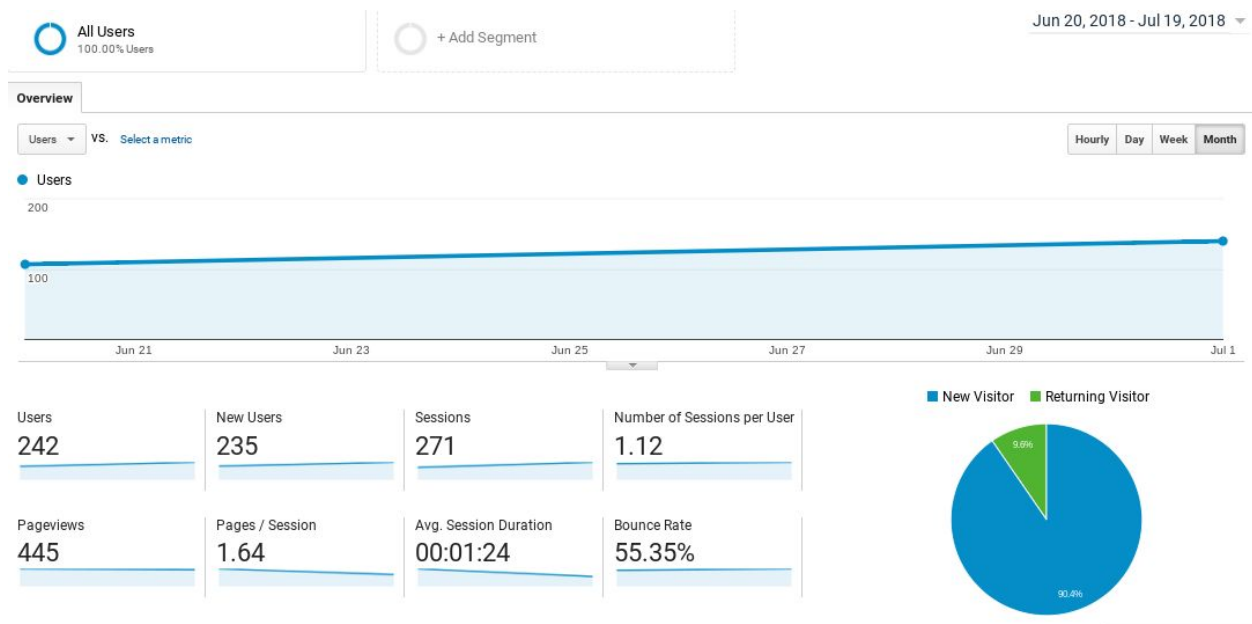 All Users
100.00% Users
+ Add Segment
Jun 20, 2018 - Jul 19, 2018
Overview
Users VS. Select a metric
Hourly Day Week Month
Users
200
100
Jun 21 Jun 23 Jun 25 Jun 27 Jun 29 Jul 1
New Visitor Returning Visitor
Users New Users Sessions Number of Sessions per User
242 235 271 1.12
Pageviews Pages / Session Avg. Session Duration Bounce Rate
445 1.64 00:01:24 55.35%
9.6%
90.4%